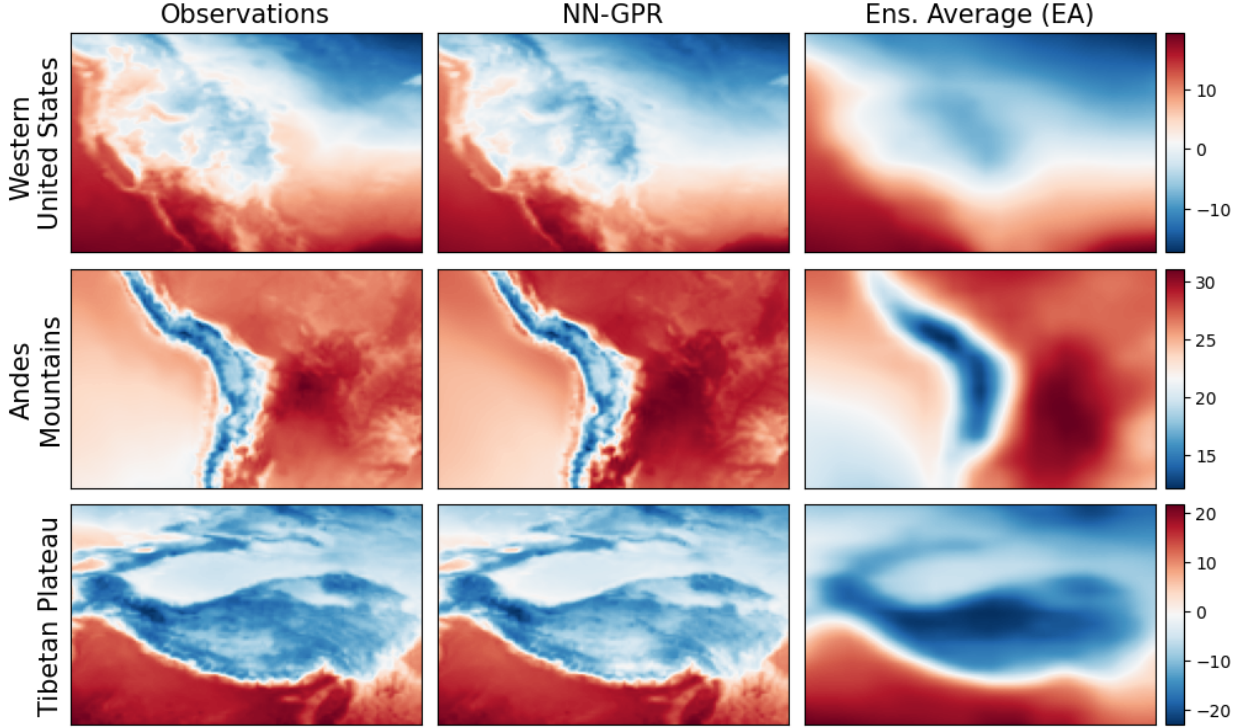 Observations
NN-GPR
Ens. Average (EA)
Western
United States
10
0
−10
Andes
Mountains
30
25
20
15
Tibetan Plateau
20
10
0
−10
−20